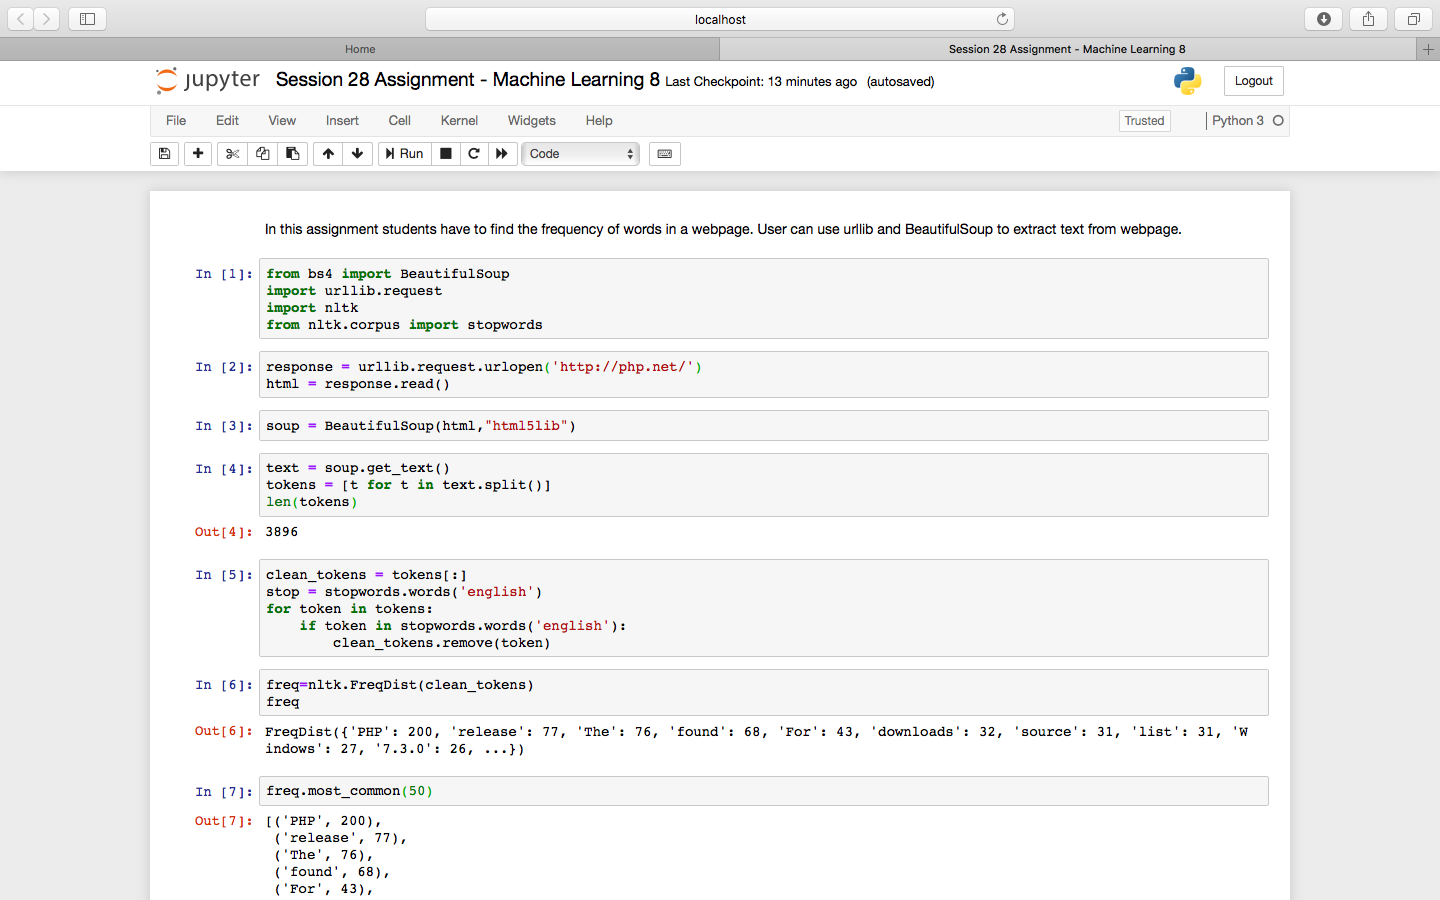 localhost
Home
Session 28 Assignment - Machine Learning 8
jupyter Session 28 Assignment - Machine Learning 8 Last Checkpoint: 13 minutes ago (autosaved)
Logout
File Edit View Insert Cell Kernel Widgets Help
Trusted
Python 3
Run
Code
In this assignment students have to find the frequency of words in a webpage. User can use urllib and BeautifulSoup to extract text from webpage.
In [1]: from bs4 import BeautifulSoup
import urllib.request
import nltk
from nltk.corpus import stopwords
In [2]: response = urllib.request.urlopen('http://php.net/')
html = response.read()
In [3]: soup = BeautifulSoup(html,"html5lib")
In [4]: text = soup.get_text()
tokens = [t for t in text.split()]
len(tokens)
Out[4]: 3896
In [5]: clean_tokens = tokens[:]
stop = stopwords.words('english')
for token in tokens:
    if token in stopwords.words('english'):
        clean_tokens.remove(token)
In [6]: freq=nltk.FreqDist(clean_tokens)
freq
Out[6]: FreqDist({'PHP': 200, 'release': 77, 'The': 76, 'found': 68, 'For': 43, 'downloads': 32, 'source': 31, 'list': 31, 'W
indows': 27, '7.3.0': 26, ...})
In [7]: freq.most_common(50)
Out[7]: [('PHP', 200),
('release', 77),
('The', 76),
('found', 68),
('For', 43),